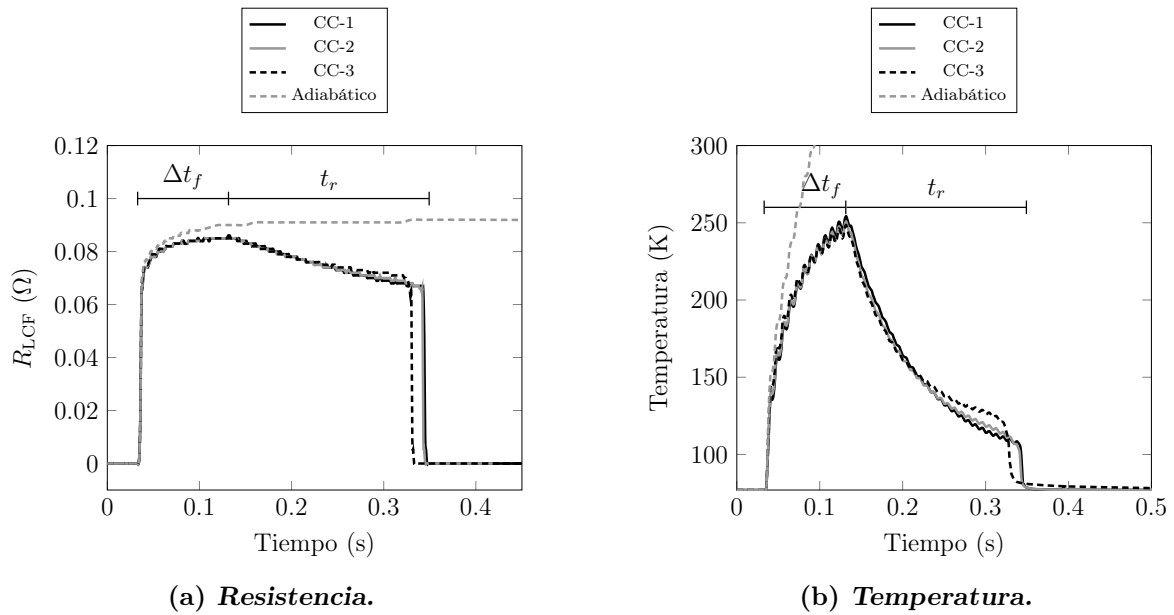 CC-1
CC-2
CC-3
Adiabático
0.12
0.1
0.08
0.06
0.04
0.02
0
R_LCF (Ω)
Δt_f
t_r
0 0.1 0.2 0.3 0.4
Tiempo (s)
(a) Resistencia.
CC-1
CC-2
CC-3
Adiabático
300
250
200
150
100
Temperatura (K)
Δt_f
t_r
0 0.1 0.2 0.3 0.4 0.5
Tiempo (s)
(b) Temperatura.